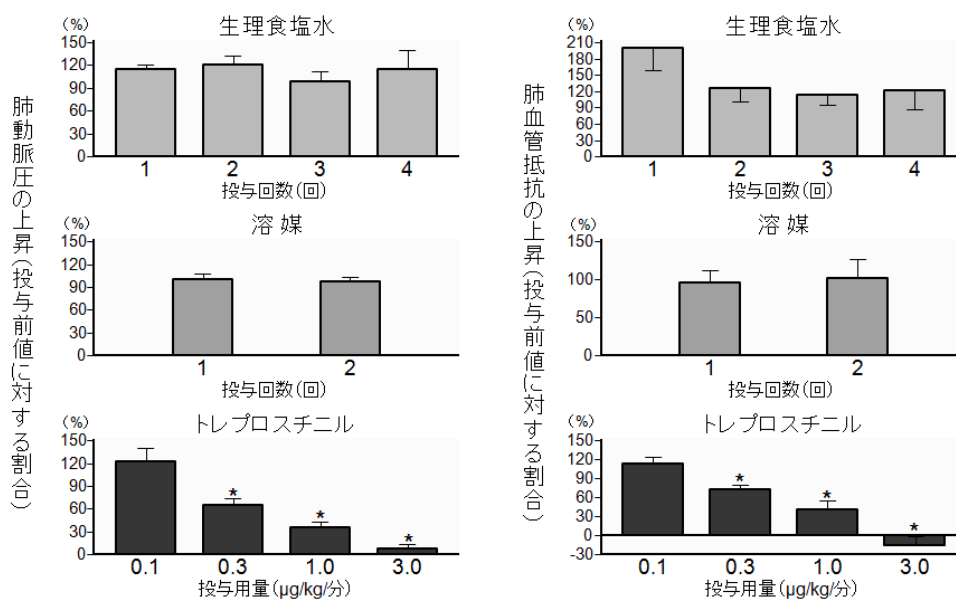 肺動脈圧の上昇(投与前値に対する割合)
(%)
生理食塩水
150
120
90
60
30
0
1 2 3 4
投与回数(回)
(%)
溶媒
150
120
90
60
30
0
1 2
投与回数(回)
(%)
トレプロスチニル
150
120
90
60
30
0
* * *
0.1 0.3 1.0 3.0
投与用量(μg/kg/分)
肺血管抵抗の上昇(投与前値に対する割合)
(%)
生理食塩水
210
180
150
120
90
60
30
0
1 2 3 4
投与回数(回)
(%)
溶媒
150
100
50
0
1 2
投与回数(回)
(%)
トレプロスチニル
150
120
90
60
30
0
-30
* * *
0.1 0.3 1.0 3.0
投与用量(μg/kg/分)